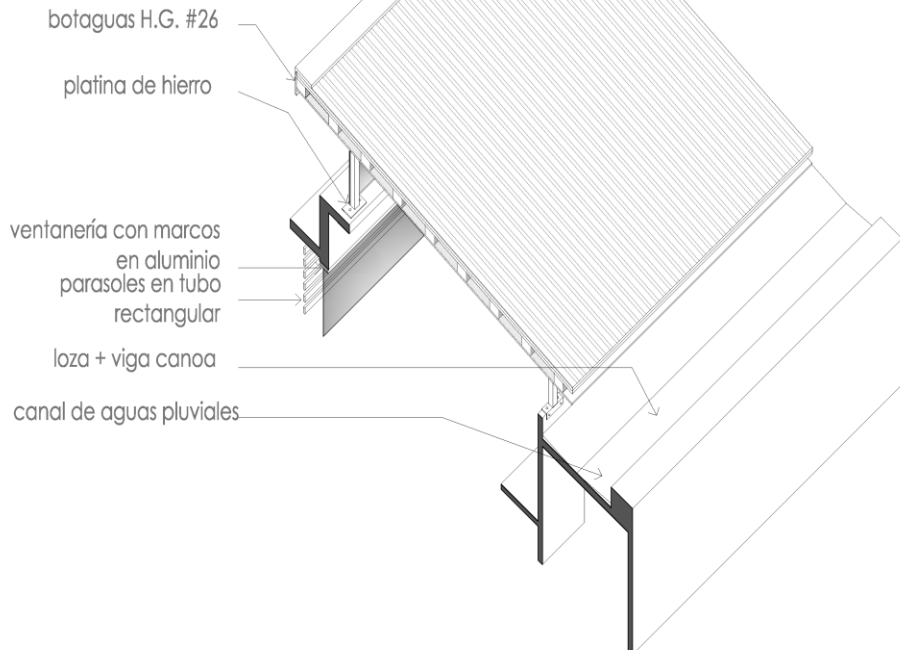 botaguas H.G. #26
platina de hierro
ventanería con marcos
en aluminio
parasoles en tubo
rectangular
loza + viga canoa
canal de aguas pluviales